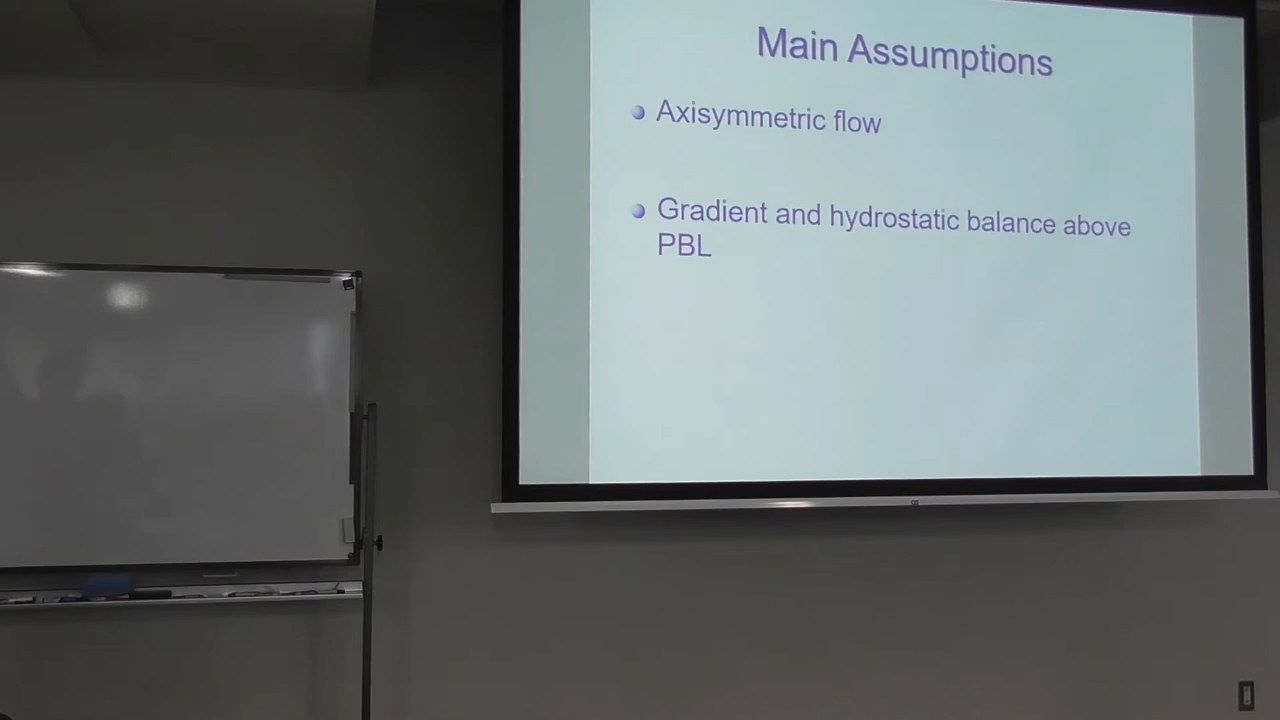 Main Assumptions
Axisymmetric flow
Gradient and hydrostatic balance above
PBL